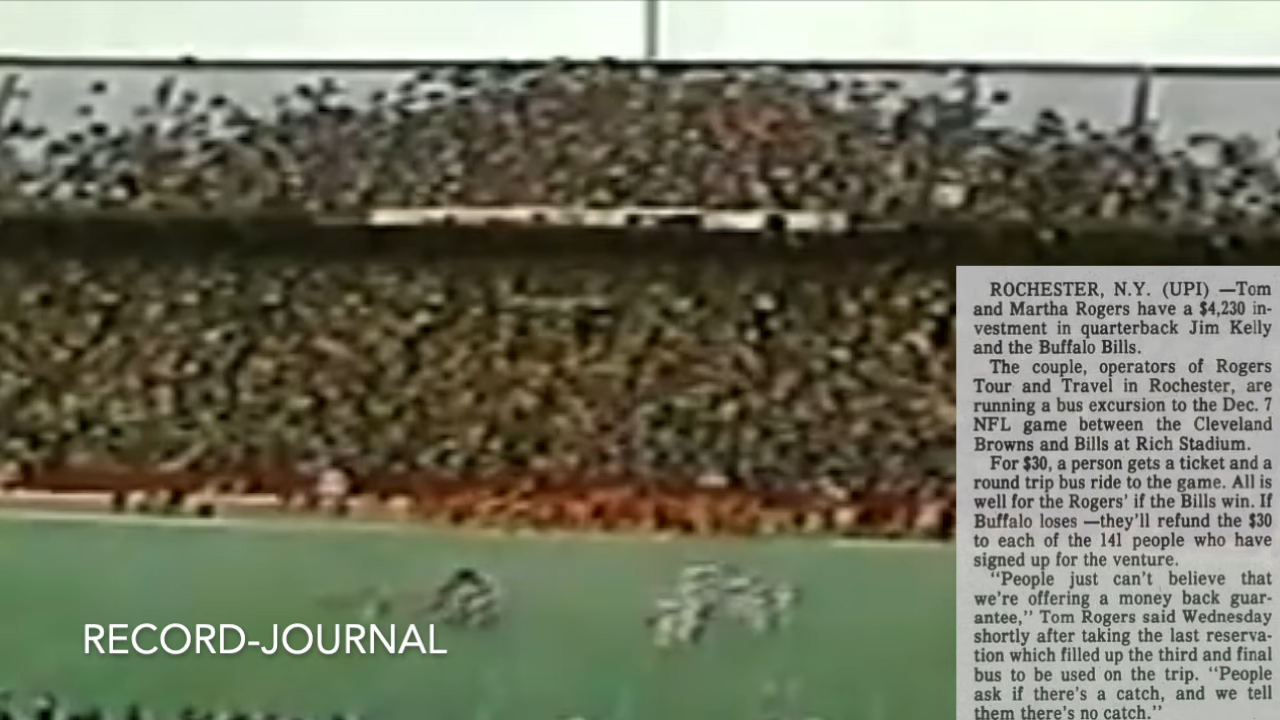 ROCHESTER, N.Y. (UPI) —Tom
and Martha Rogers have a $4,230 in-
vestment in quarterback Jim Kelly
and the Buffalo Bills.
The couple, operators of Rogers
Tour and Travel in Rochester, are
running a bus excursion to the Dec. 7
NFL game between the Cleveland
Browns and Bills at Rich Stadium.
For $30, a person gets a ticket and a
round trip bus ride to the game. All is
well for the Rogers' if the Bills win. If
Buffalo loses —they'll refund the $30
to each of the 141 people who have
signed up for the venture.
"People just can't believe that
we're offering a money back guar-
antee," Tom Rogers said Wednesday
shortly after taking the last reserva-
tion which filled up the third and final
bus to be used on the trip. "People
ask if there's a catch, and we tell
them there's no catch."
RECORD-JOURNAL